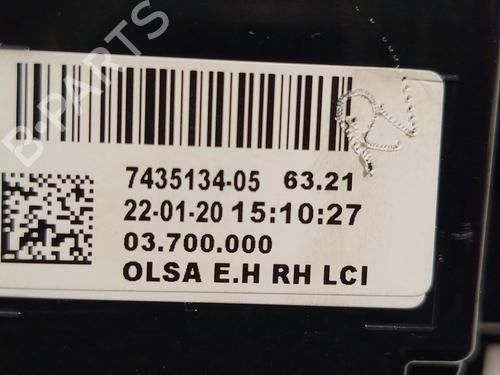 B-PARTS
7435134-05 63.21
22-01-20 15:10:27
03.700.000
OLSA E.H RH LCI